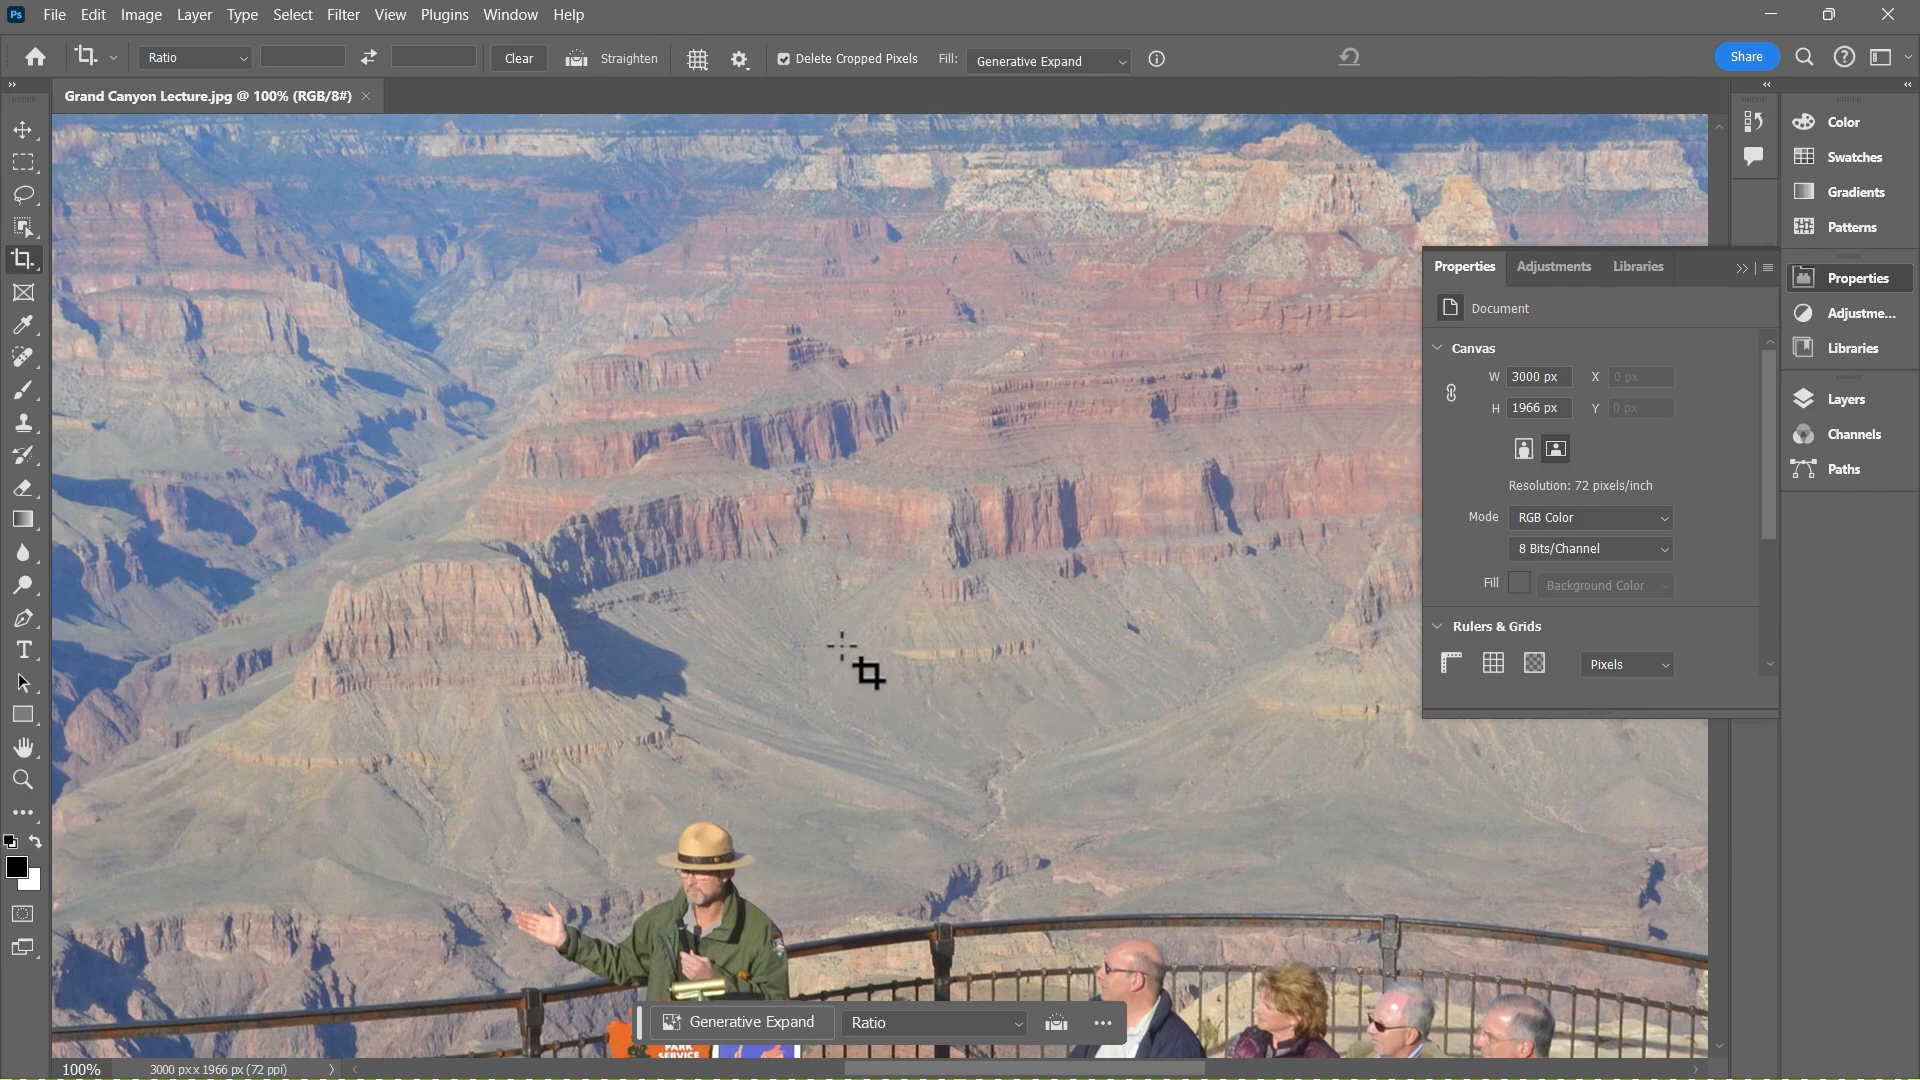 Ps File Edit Image Layer Type Select Filter View Plugins Window Help
Ratio Clear Straighten Delete Cropped Pixels Fill: Generative Expand Share
Grand Canyon Lecture.jpg @ 100% (RGB/8#)
Color
Swatches
Gradients
Patterns
Properties Adjustments Libraries
Properties
Document
Adjustme...
Canvas
Libraries
W 3000 px X 0 px
H 1966 px Y 0 px
Layers
Channels
Paths
Resolution: 72 pixels/inch
Mode RGB Color
8 Bits/Channel
Fill Background Color
Rulers & Grids
Pixels
T
Generative Expand Ratio
PARK
SERVICE
100% 3000 px x 1966 px (72 ppi)